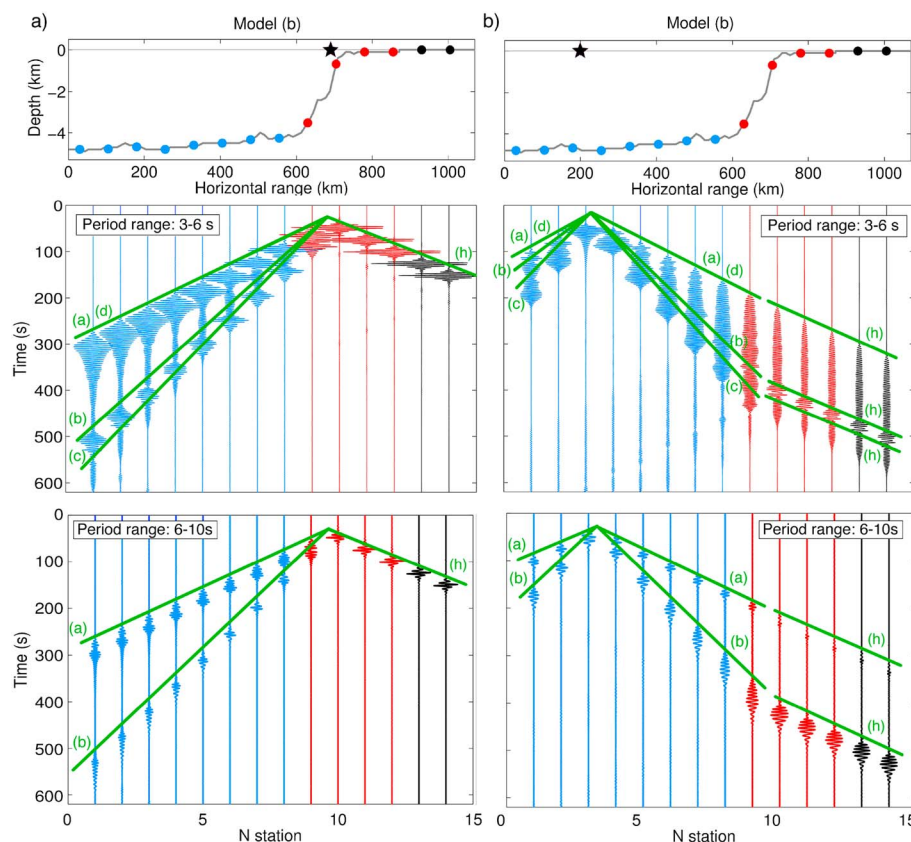 a)
Model (b)
0
−2
−4
Depth (km)
0 200 400 600 800 1000
Horizontal range (km)
b)
Model (b)
0 200 400 600 800 1000
Horizontal range (km)
Period range: 3-6 s
0
100
200
300
400
500
600
Time (s)
(a)
(d)
(b)
(c)
(h)
Period range: 3-6 s
(a)
(b)
(c)
(a)
(d)
(b)
(c)
(h)
(h)
(h)
Period range: 6-10s
0
100
200
300
400
500
600
Time (s)
(a)
(b)
(h)
0 5 10 15
N station
Period range: 6-10s
(a)
(b)
(a)
(b)
(h)
(h)
0 5 10 15
N station